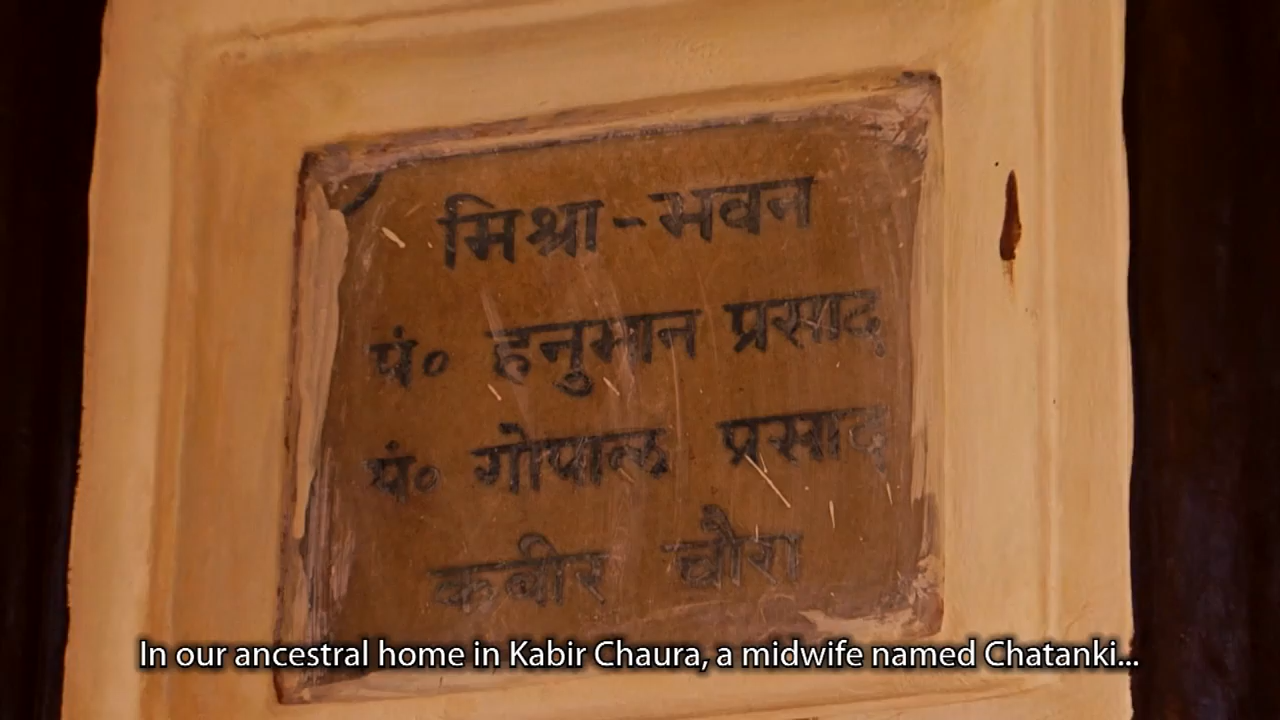 मिश्रा-भवन
पं० हनुमान प्रसाद
पं० गोपाल प्रसाद
कबीर चौरा
In our ancestral home in Kabir Chaura, a midwife named Chatanki...